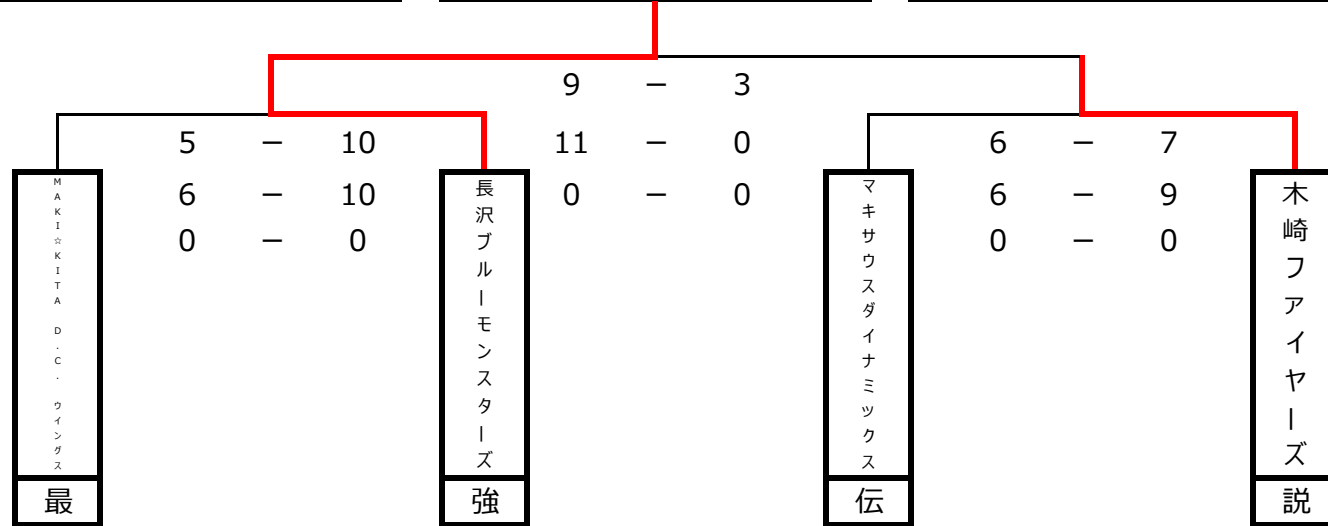 9 － 3
5 － 10
11 － 0
6 － 7
6 － 10
0 － 0
6 － 9
0 － 0
0 － 0
MAKI☆KITA D.C. ウイングス
長沢ブルーモンスターズ
マキサウスダイナミックス
木崎ファイヤーズ
最
強
伝
説